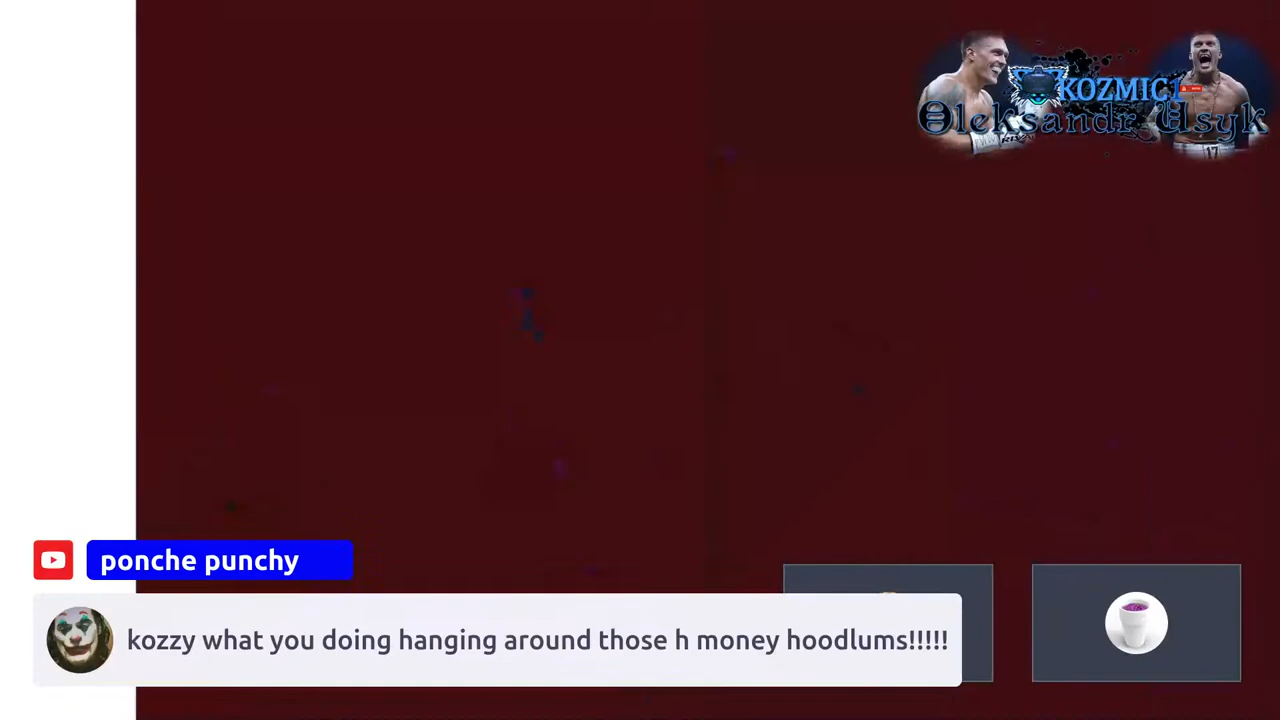 KOZMIC1
Oleksandr Usyk
ponche punchy
kozzy what you doing hanging around those h money hoodlums!!!!!